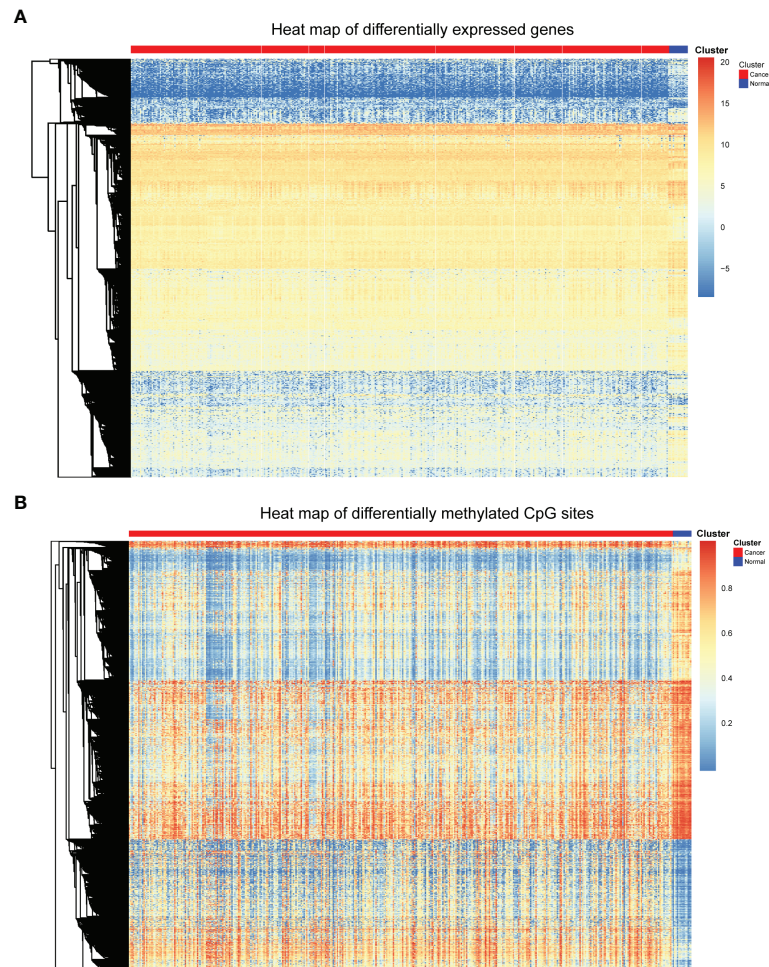 A
Heat map of differentially expressed genes
Cluster
20
15
10
5
0
−5
Cluster
Cancer
Norma
B
Heat map of differentially methylated CpG sites
Cluster
0.8
0.6
0.4
0.2
Cluster
Cancer
Normal